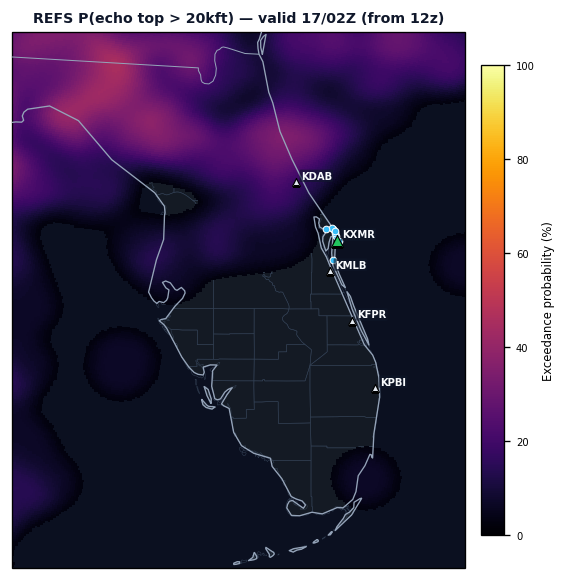 REFS P(echo top > 20kft) — valid 17/02Z (from 12z)
KDAB
KXMR
KMLB
KFPR
KPBI
100
80
60
40
20
0
Exceedance probability (%)